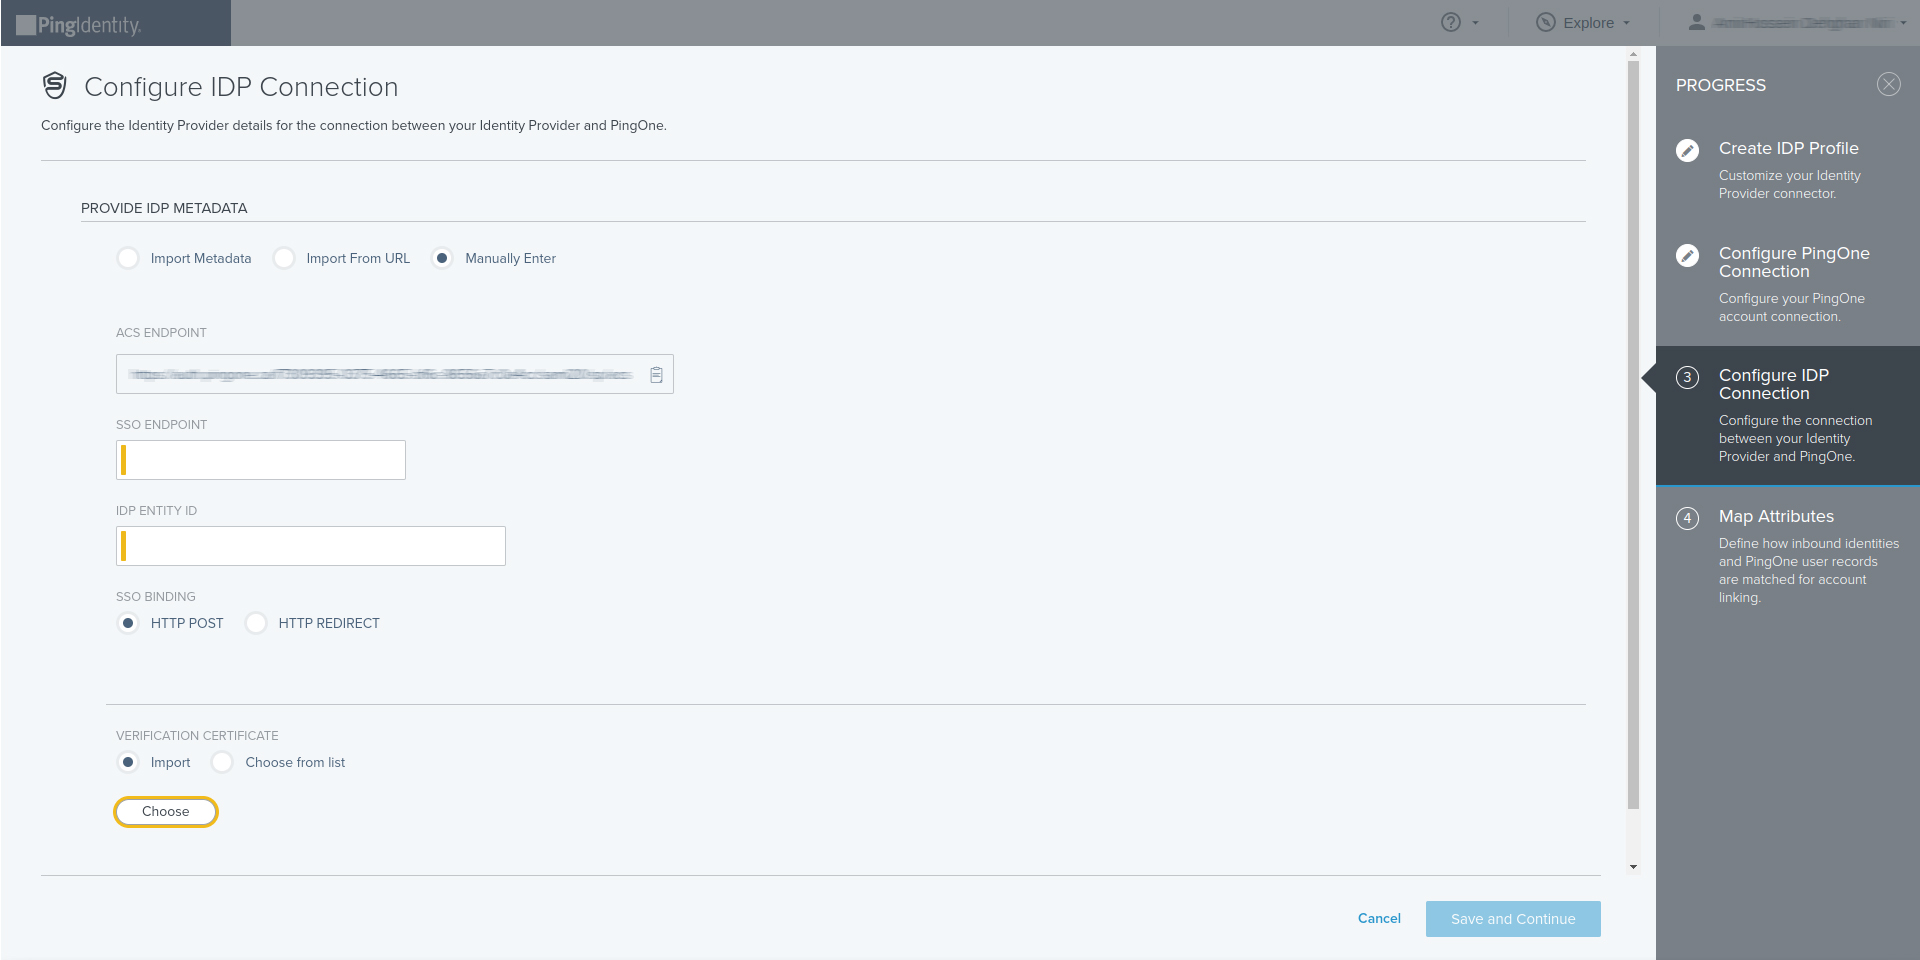 PingIdentity.
Explore
Configure IDP Connection
Configure the Identity Provider details for the connection between your Identity Provider and PingOne.
PROVIDE IDP METADATA
Import Metadata
Import From URL
Manually Enter
ACS ENDPOINT
SSO ENDPOINT
IDP ENTITY ID
SSO BINDING
HTTP POST
HTTP REDIRECT
VERIFICATION CERTIFICATE
Import
Choose from list
Choose
Cancel
Save and Continue
PROGRESS
Create IDP Profile
Customize your Identity
Provider connector.
Configure PingOne
Connection
Configure your PingOne
account connection.
3
Configure IDP
Connection
Configure the connection
between your Identity
Provider and PingOne.
4
Map Attributes
Define how inbound identities
and PingOne user records
are matched for account
linking.